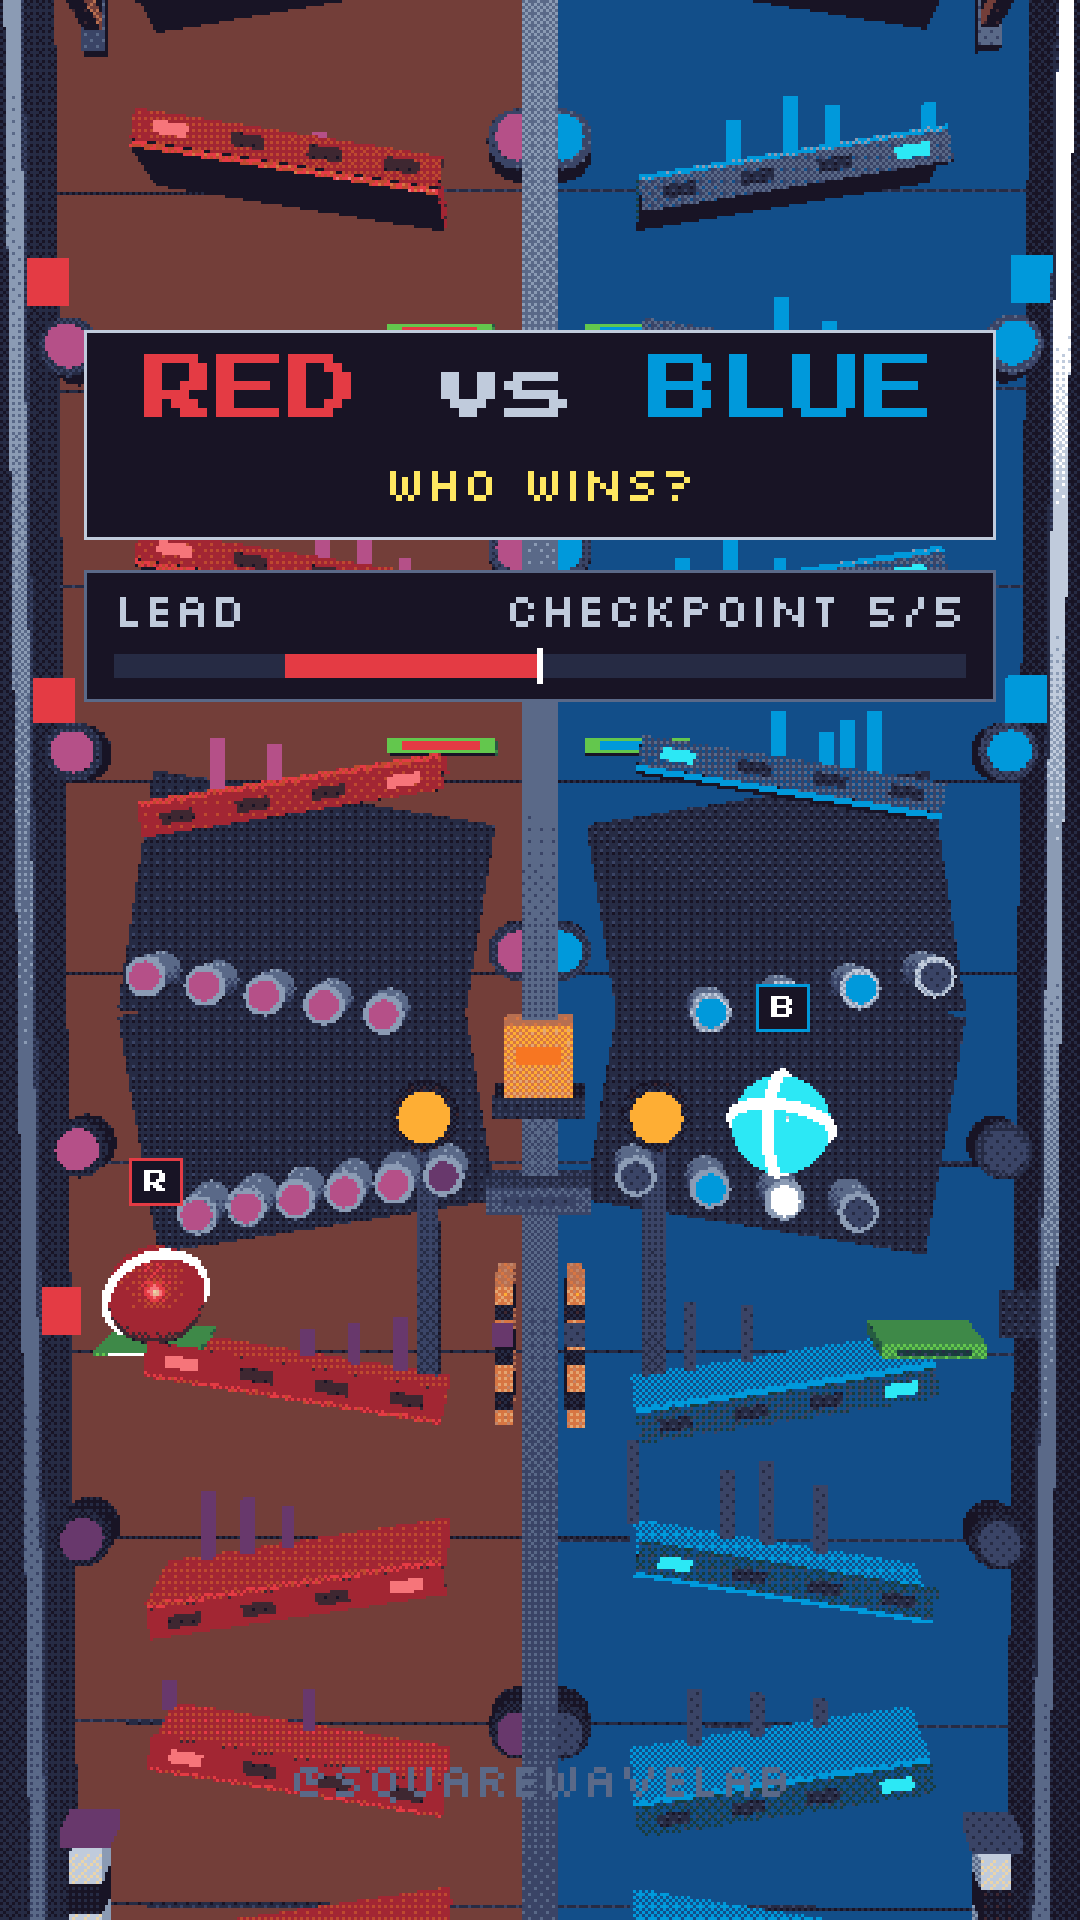 RED vs BLUE
WHO WINS?
LEAD CHECKPOINT 5/5
B
R
@SQUAREWAVELAB